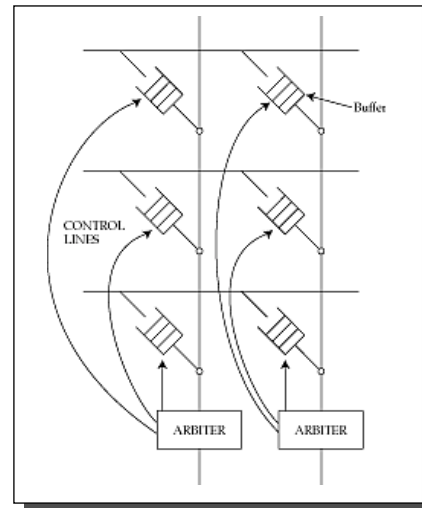 Buffer
CONTROL
LINES
ARBITER
ARBITER